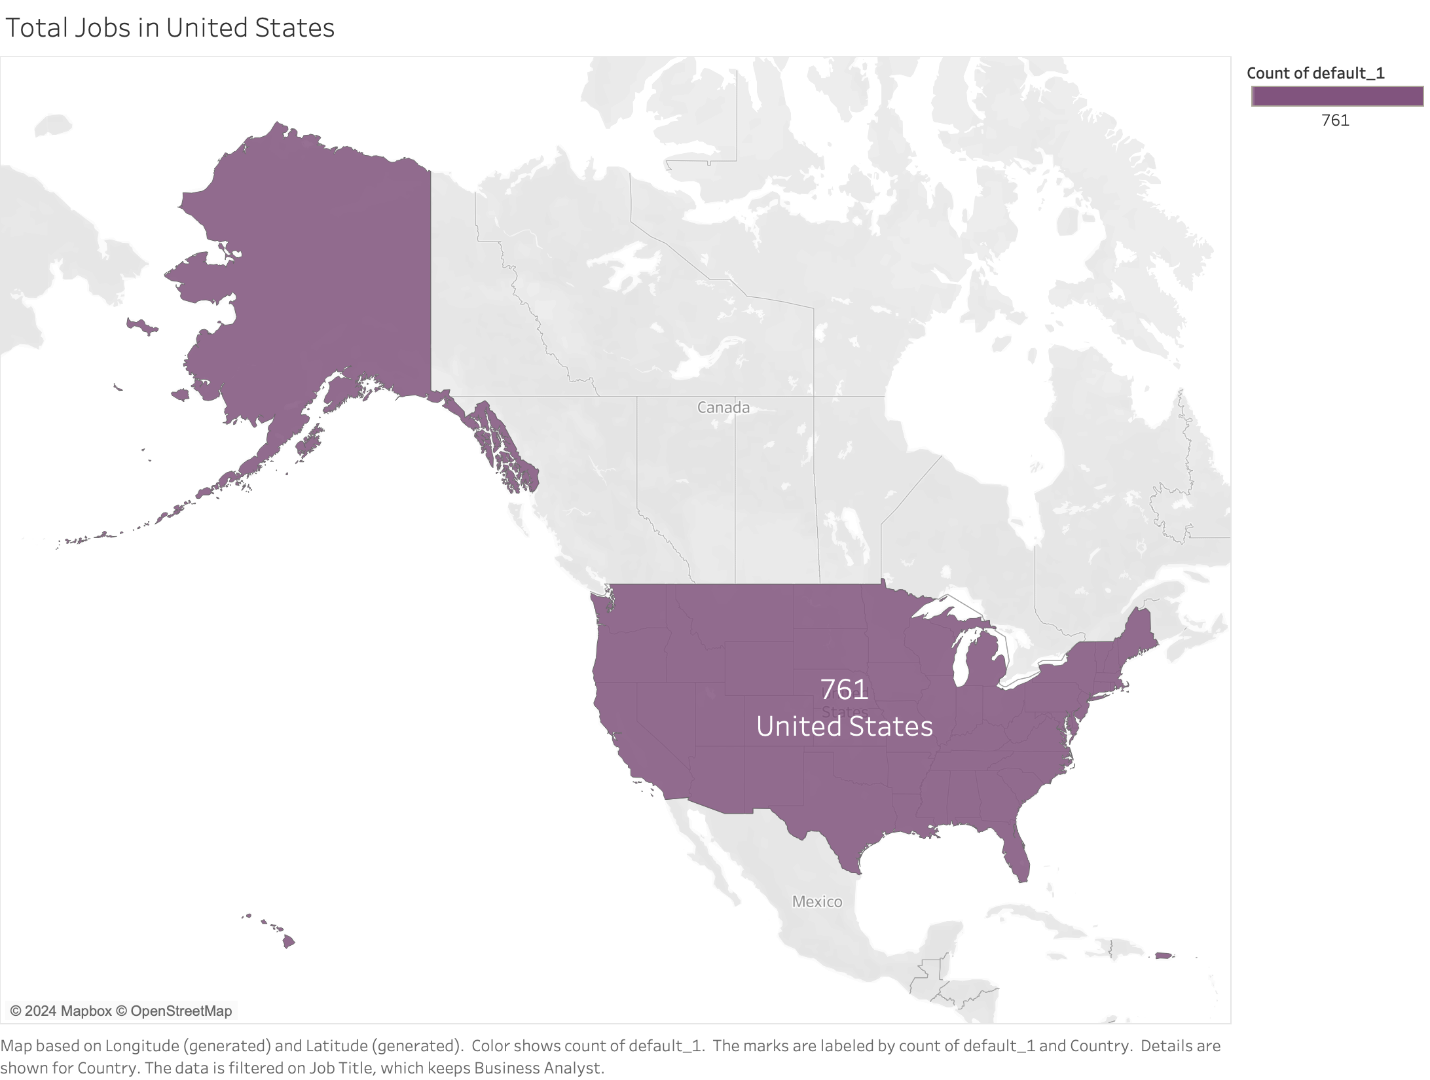 Total Jobs in United States
Count of default_1
761
Canada
761
States
United States
Mexico
© 2024 Mapbox © OpenStreetMap
Map based on Longitude (generated) and Latitude (generated).  Color shows count of default_1.  The marks are labeled by count of default_1 and Country.  Details are
shown for Country. The data is filtered on Job Title, which keeps Business Analyst.